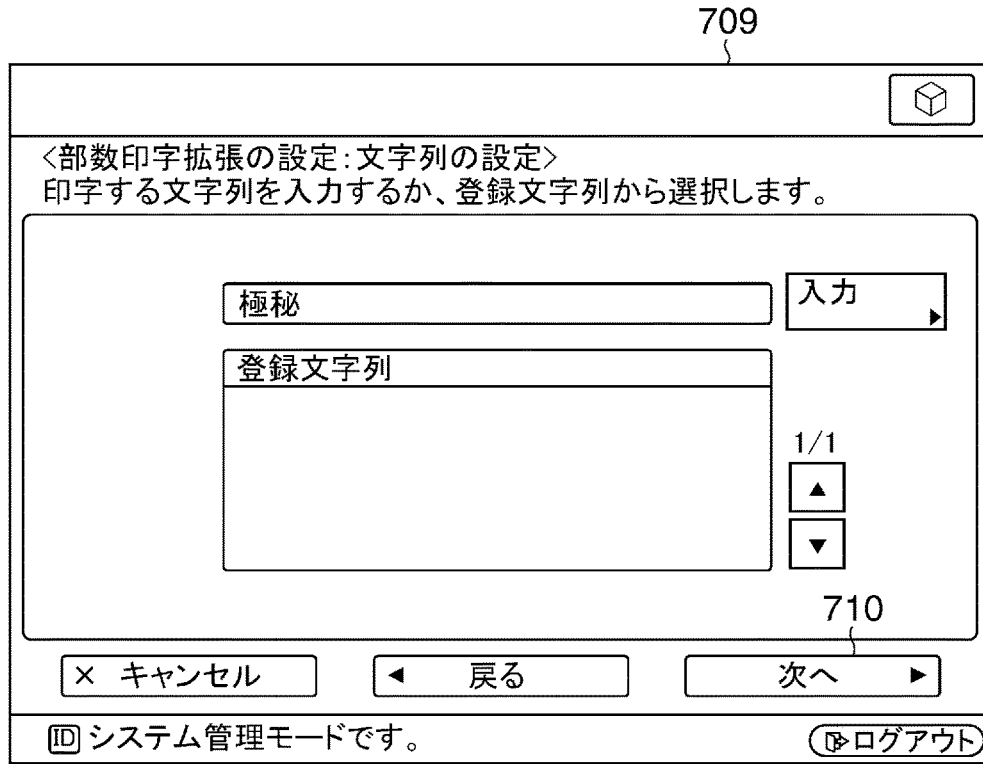 709
<部数印字拡張の設定:文字列の設定>
印字する文字列を入力するか、登録文字列から選択します。
極秘
入力
登録文字列
1/1
710
× キャンセル
戻る
次へ
ID システム管理モードです。
ログアウト